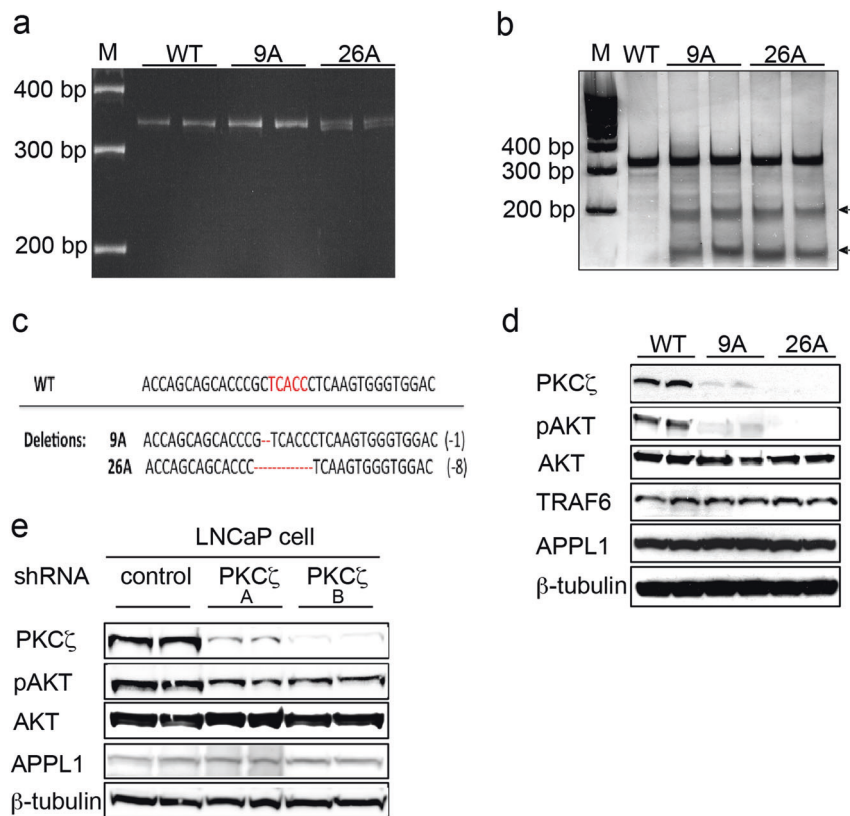 a
M WT 9A 26A
400 bp
300 bp
200 bp
b
M WT 9A 26A
400 bp
300 bp
200 bp
c
WT ACCAGCAGCACCCGCTCACCCTCAAGTGGGTGGAC
Deletions: 9A ACCAGCAGCACCCG--TCACCCTCAAGTGGGTGGAC (-1)
26A ACCAGCAGCACCC------------TCAAGTGGGTGGAC (-8)
d
WT 9A 26A
PKCζ
pAKT
AKT
TRAF6
APPL1
β-tubulin
e
LNCaP cell
shRNA control PKCζ A PKCζ B
PKCζ
pAKT
AKT
APPL1
β-tubulin